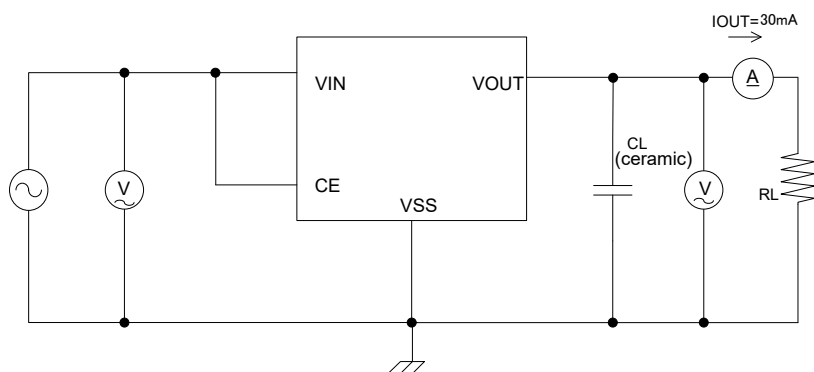 IOUT=30mA
VIN
VOUT
A
CL
(ceramic)
V
CE
V
VSS
RL